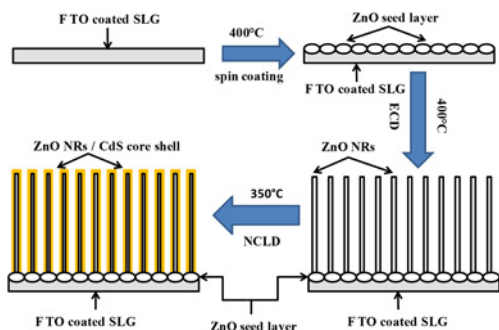 F TO coated SLG
400°C
spin coating
ZnO seed layer
F TO coated SLG
400°C
ECD
ZnO NRs / CdS core shell
350°C
NCLD
ZnO NRs
F TO coated SLG
ZnO seed layer
F TO coated SLG